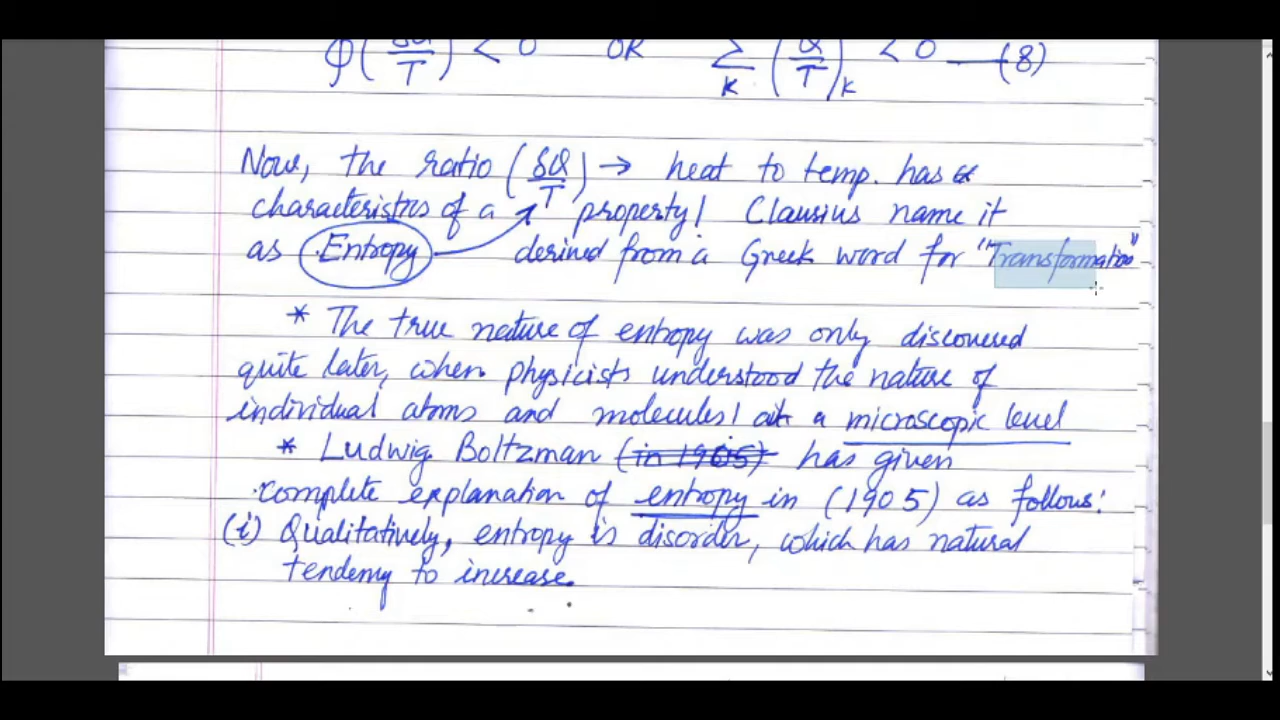 ∮(δQ/T) < 0 OR Σ_K (Q/T)_K < 0 —(8)
Now, the ratio (δQ/T) → heat to temp. has
characteristics of a property! Clausius name it
as Entropy derived from a Greek word for "Transformation"
* The true nature of entropy was only discovered
quite later, when physicists understood the nature of
individual atoms and molecules! at a microscopic level
* Ludwig Boltzman (in 1905) has given
complete explanation of entropy in (1905) as follows:
(i) Qualitatively, entropy is disorder, which has natural
tendency to increase.